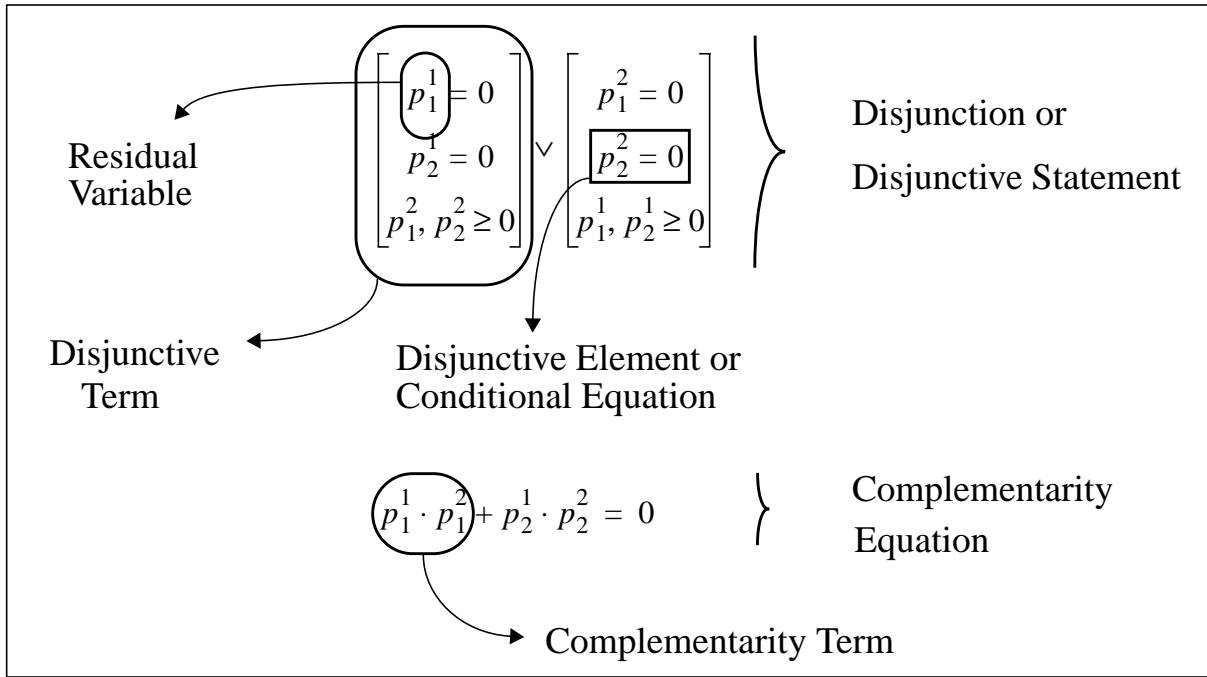 p_1^1 = 0
p_2^1 = 0
p_1^2, p_2^2 ≥ 0
∨
p_1^2 = 0
p_2^2 = 0
p_1^1, p_2^1 ≥ 0
Disjunction or
Disjunctive Statement
Residual
Variable
Disjunctive
Term
Disjunctive Element or
Conditional Equation
p_1^1 · p_1^2 + p_2^1 · p_2^2 = 0
Complementarity
Equation
Complementarity Term